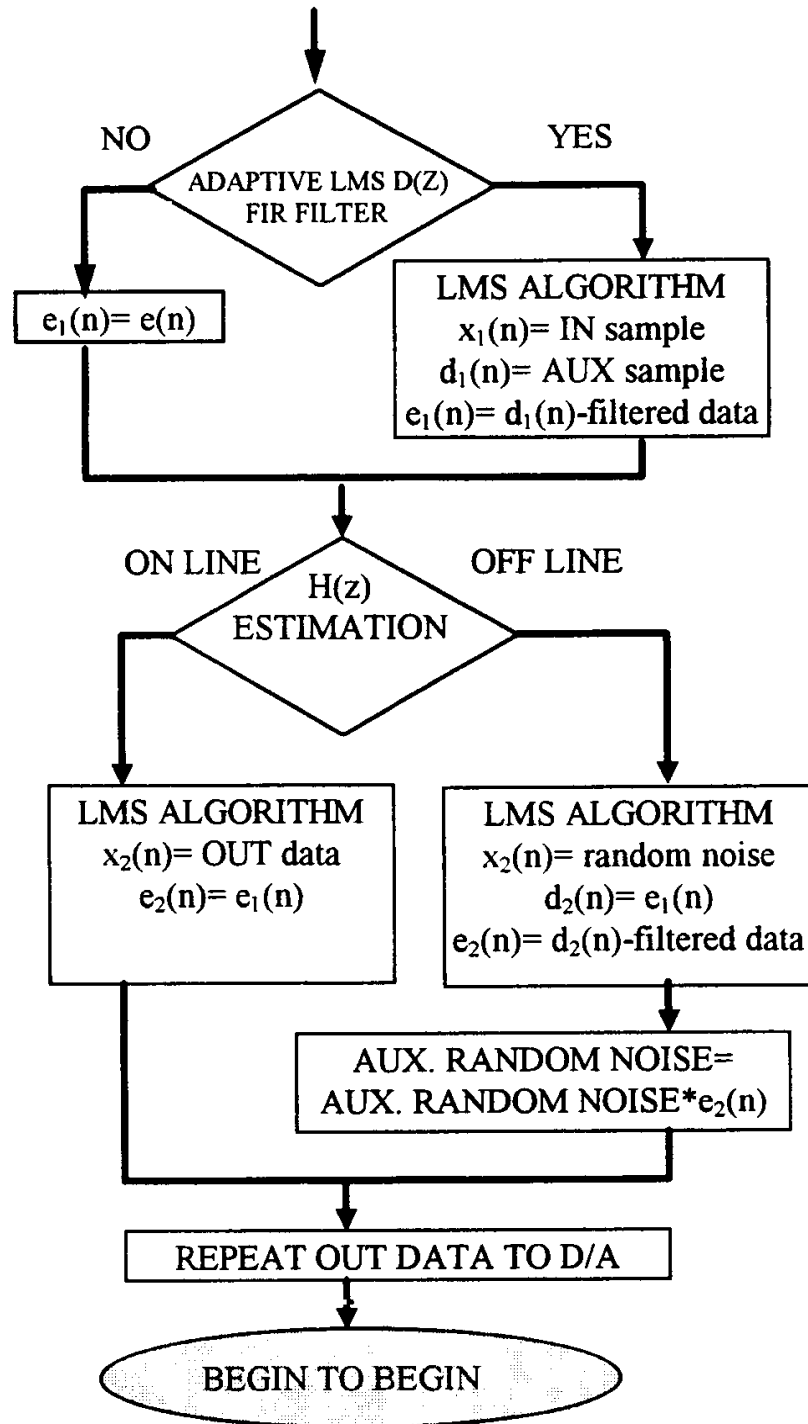 NO
YES
ADAPTIVE LMS D(Z)
FIR FILTER
e₁(n)= e(n)
LMS ALGORITHM
x₁(n)= IN sample
d₁(n)= AUX sample
e₁(n)= d₁(n)-filtered data
ON LINE
OFF LINE
H(z)
ESTIMATION
LMS ALGORITHM
x₂(n)= OUT data
e₂(n)= e₁(n)
LMS ALGORITHM
x₂(n)= random noise
d₂(n)= e₁(n)
e₂(n)= d₂(n)-filtered data
AUX. RANDOM NOISE=
AUX. RANDOM NOISE*e₂(n)
REPEAT OUT DATA TO D/A
BEGIN TO BEGIN